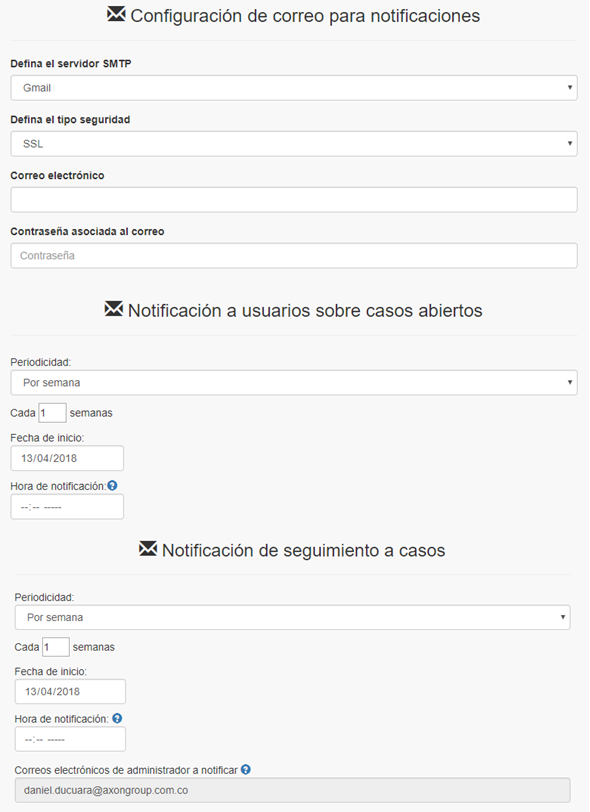 Configuración de correo para notificaciones
Defina el servidor SMTP
Gmail
Defina el tipo seguridad
SSL
Correo electrónico
Contraseña asociada al correo
Contraseña
Notificación a usuarios sobre casos abiertos
Periodicidad:
Por semana
Cada 1 semanas
Fecha de inicio:
13/04/2018
Hora de notificación:?
--:-- -----
Notificación de seguimiento a casos
Periodicidad:
Por semana
Cada 1 semanas
Fecha de inicio:
13/04/2018
Hora de notificación: ?
--:-- -----
Correos electrónicos de administrador a notificar ?
daniel.ducuara@axongroup.com.co